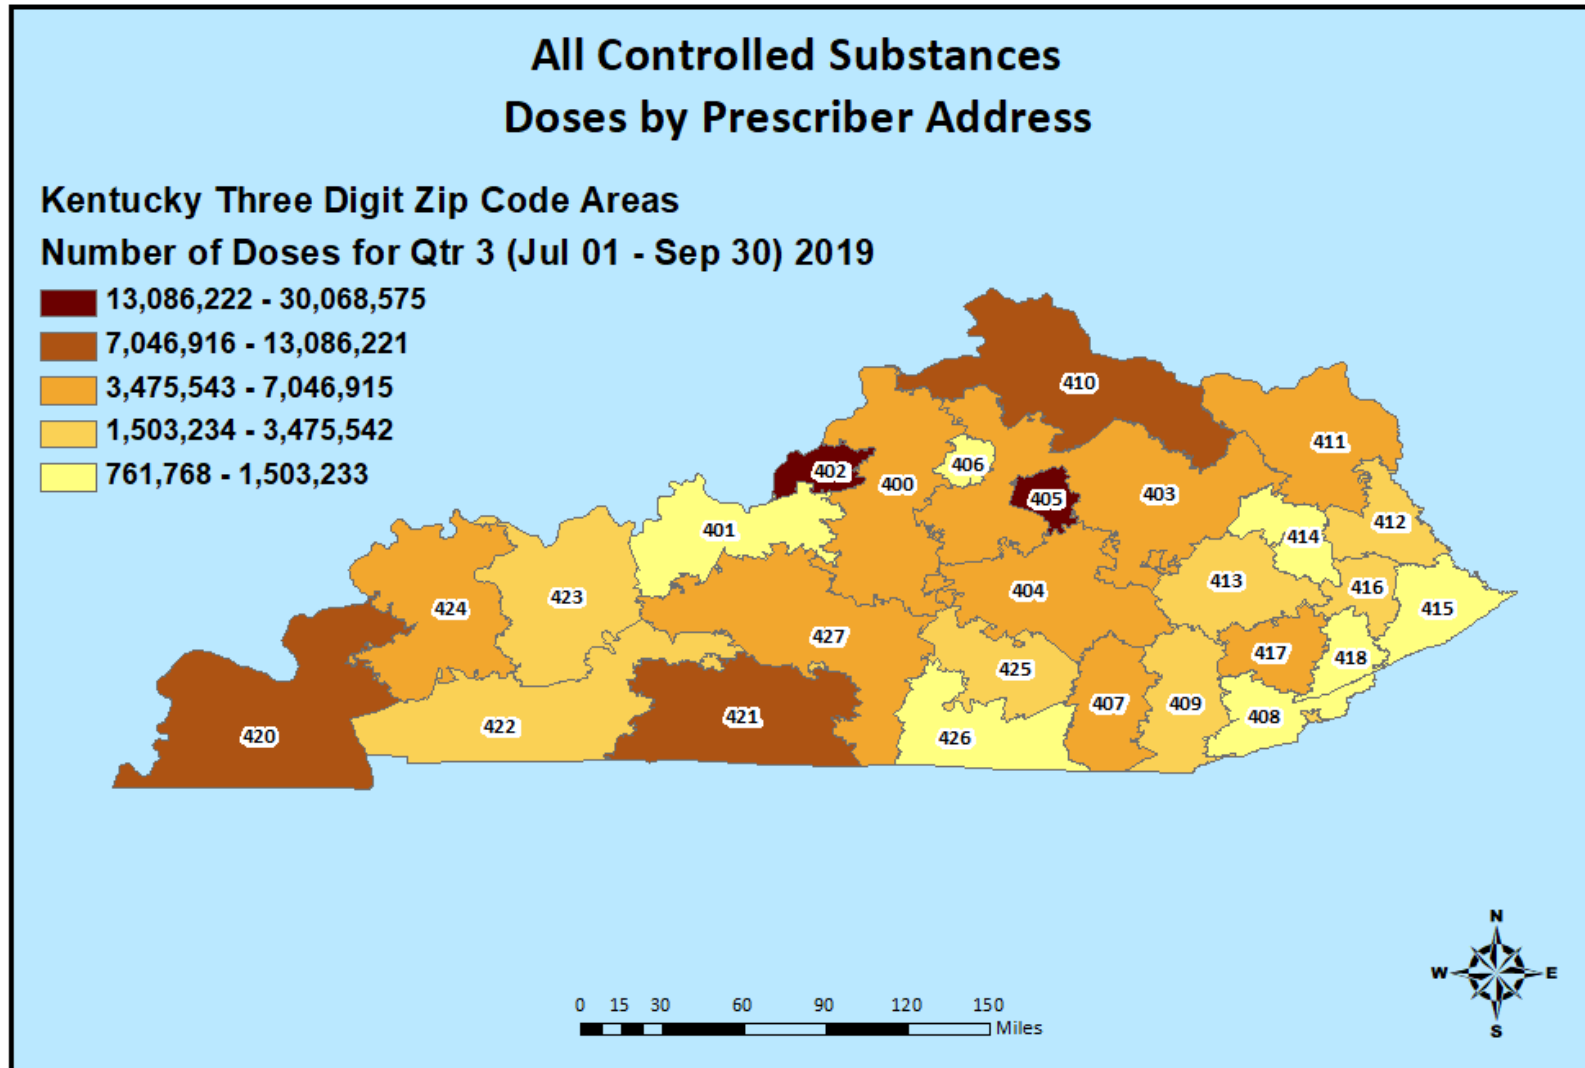 All Controlled Substances
Doses by Prescriber Address
Kentucky Three Digit Zip Code Areas
Number of Doses for Qtr 3 (Jul 01 - Sep 30) 2019
13,086,222 - 30,068,575
7,046,916 - 13,086,221
3,475,543 - 7,046,915
1,503,234 - 3,475,542
761,768 - 1,503,233
410
411
402
406
400
405
403
401
412
414
413
404
416
423
424
415
427
417
418
425
407
409
408
421
422
420
426
N
W E
S
0 15 30 60 90 120 150
Miles